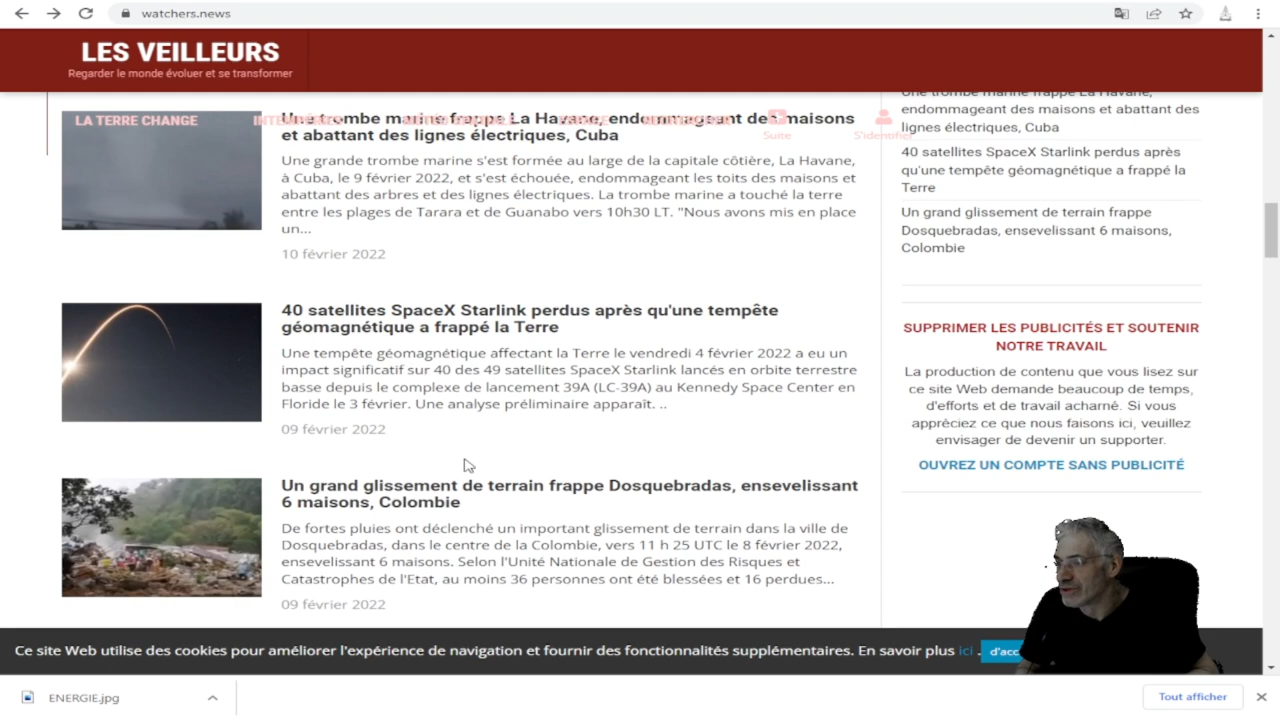 watchers.news
LES VEILLEURS
Regarder le monde évoluer et se transformer
LA TERRE CHANGE
Suite
S'identifier
Une trombe marine frappe La Havane, endommageant des maisons
et abattant des lignes électriques, Cuba
Une grande trombe marine s'est formée au large de la capitale côtière, La Havane,
à Cuba, le 9 février 2022, et s'est échouée, endommageant les toits des maisons et
abattant des arbres et des lignes électriques. La trombe marine a touché la terre
entre les plages de Tarara et de Guanabo vers 10h30 LT. "Nous avons mis en place
un...
10 février 2022
40 satellites SpaceX Starlink perdus après qu'une tempête
géomagnétique a frappé la Terre
Une tempête géomagnétique affectant la Terre le vendredi 4 février 2022 a eu un
impact significatif sur 40 des 49 satellites SpaceX Starlink lancés en orbite terrestre
basse depuis le complexe de lancement 39A (LC-39A) au Kennedy Space Center en
Floride le 3 février. Une analyse préliminaire apparaît. ..
09 février 2022
Un grand glissement de terrain frappe Dosquebradas, ensevelissant
6 maisons, Colombie
De fortes pluies ont déclenché un important glissement de terrain dans la ville de
Dosquebradas, dans le centre de la Colombie, vers 11 h 25 UTC le 8 février 2022,
ensevelissant 6 maisons. Selon l'Unité Nationale de Gestion des Risques et
Catastrophes de l'Etat, au moins 36 personnes ont été blessées et 16 perdues...
09 février 2022
Une trombe marine frappe La Havane,
endommageant des maisons et abattant des
lignes électriques, Cuba
40 satellites SpaceX Starlink perdus après
qu'une tempête géomagnétique a frappé la
Terre
Un grand glissement de terrain frappe
Dosquebradas, ensevelissant 6 maisons,
Colombie
SUPPRIMER LES PUBLICITÉS ET SOUTENIR
NOTRE TRAVAIL
La production de contenu que vous lisez sur
ce site Web demande beaucoup de temps,
d'efforts et de travail acharné. Si vous
appréciez ce que nous faisons ici, veuillez
envisager de devenir un supporter.
OUVREZ UN COMPTE SANS PUBLICITÉ
Ce site Web utilise des cookies pour améliorer l'expérience de navigation et fournir des fonctionnalités supplémentaires. En savoir plus ici .
d'acc
ENERGIE.jpg
Tout afficher